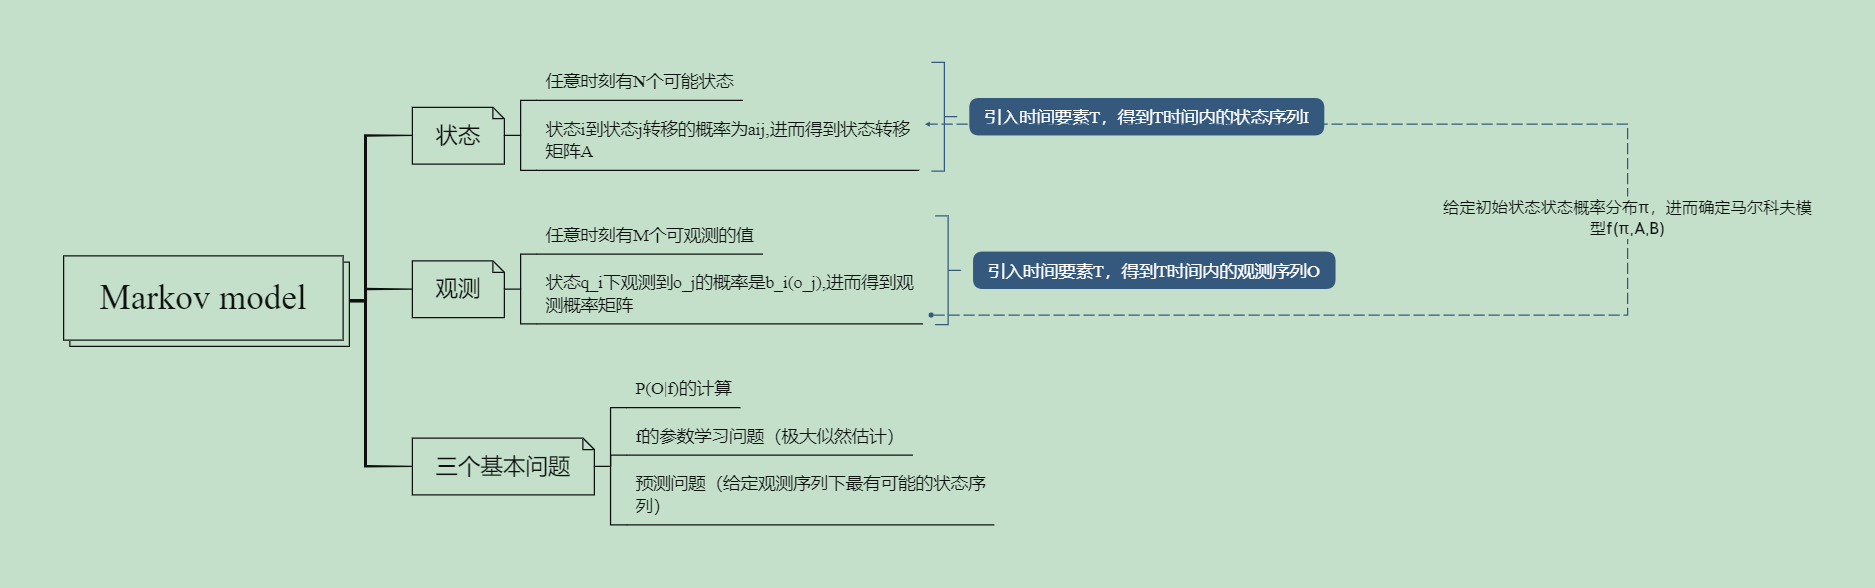 Markov model
状态
任意时刻有N个可能状态
状态i到状态j转移的概率为aij,进而得到状态转移
矩阵A
引入时间要素T，得到T时间内的状态序列I
观测
任意时刻有M个可观测的值
状态q_i下观测到o_j的概率是b_i(o_j),进而得到观
测概率矩阵
引入时间要素T，得到T时间内的观测序列O
给定初始状态状态概率分布π，进而确定马尔科夫模
型f(π,A,B)
三个基本问题
P(O|f)的计算
f的参数学习问题（极大似然估计）
预测问题（给定观测序列下最有可能的状态序
列）